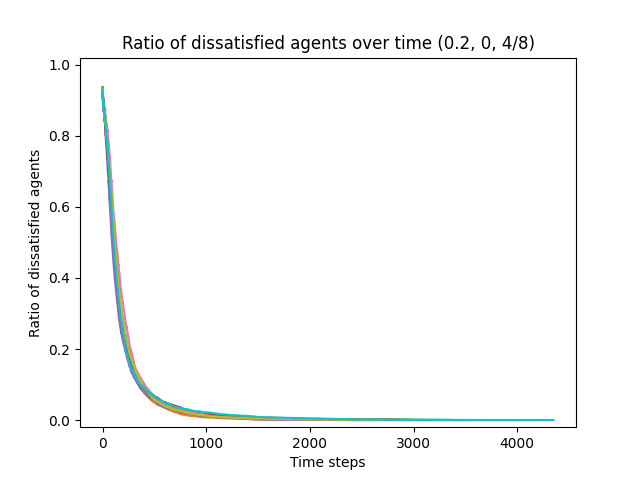 Ratio of dissatisfied agents over time (0.2, 0, 4/8)
1.0
0.8
0.6
0.4
0.2
0.0
Ratio of dissatisfied agents
0 1000 2000 3000 4000
Time steps